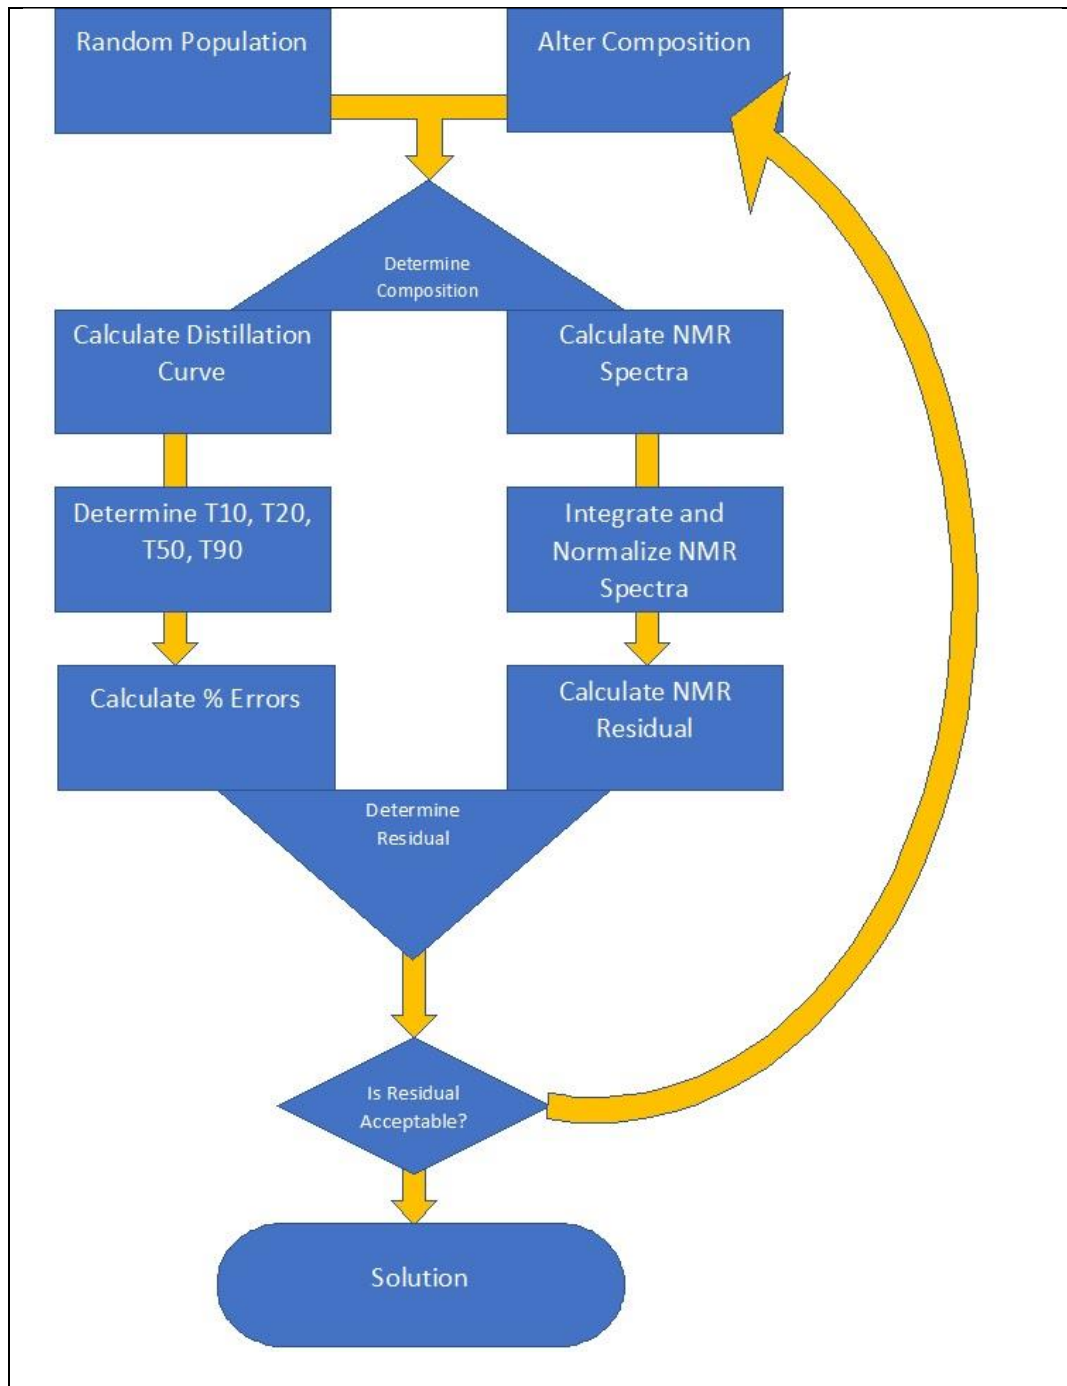 Random Population
Alter Composition
Determine
Composition
Calculate Distillation
Curve
Calculate NMR
Spectra
Determine T10, T20,
T50, T90
Integrate and
Normalize NMR
Spectra
Calculate % Errors
Calculate NMR
Residual
Determine
Residual
Is Residual
Acceptable?
Solution